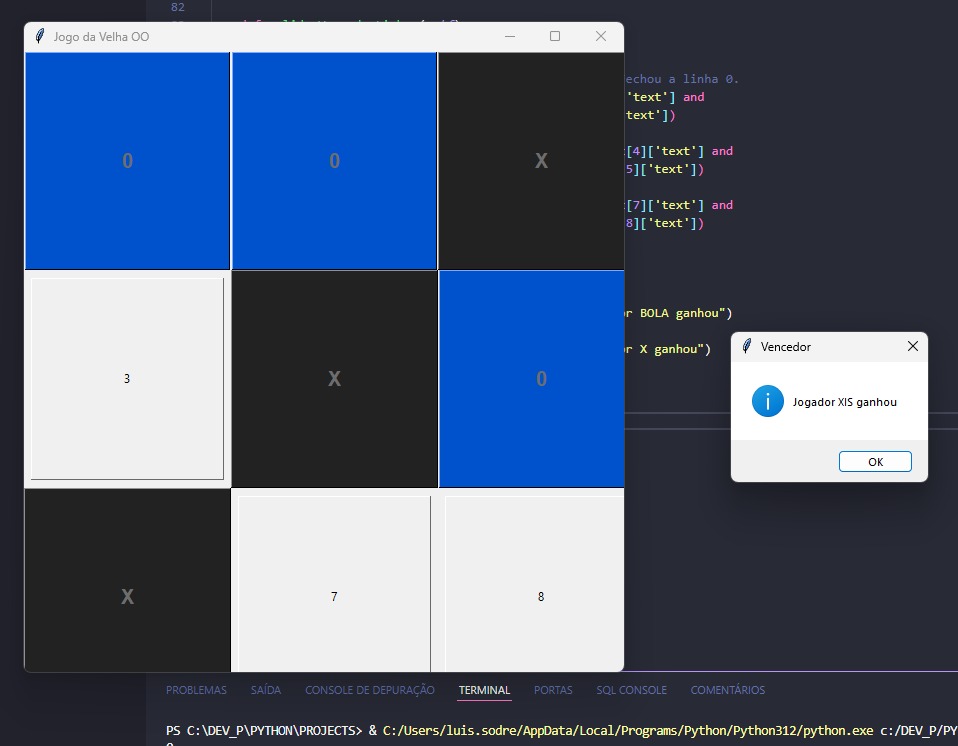 82
Jogo da Velha OO
0
0
X
echou a linha 0.
'text'] and
text'])
[4]['text'] and
5]['text'])
[7]['text'] and
8]['text'])
3
X
0
r BOLA ganhou")
r X ganhou")
Vencedor
Jogador XIS ganhou
OK
X
7
8
PROBLEMAS SAÍDA CONSOLE DE DEPURAÇÃO TERMINAL PORTAS SQL CONSOLE COMENTÁRIOS
PS C:\DEV_P\PYTHON\PROJECTS> & C:/Users/luis.sodre/AppData/Local/Programs/Python/Python312/python.exe c:/DEV_P/PY